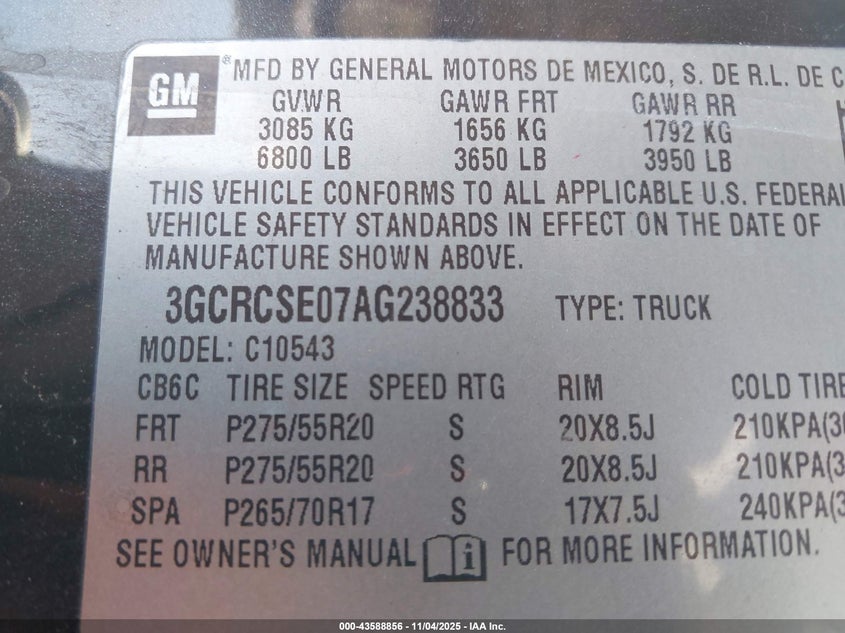 GM ® MFD BY GENERAL MOTORS DE MEXICO, S. DE R.L. DE C
GVWR GAWR FRT GAWR RR
3085 KG 1656 KG 1792 KG
6800 LB 3650 LB 3950 LB
THIS VEHICLE CONFORMS TO ALL APPLICABLE U.S. FEDERAL
VEHICLE SAFETY STANDARDS IN EFFECT ON THE DATE OF
MANUFACTURE SHOWN ABOVE.
3GCRCSE07AG238833 TYPE: TRUCK
MODEL: C10543
CB6C TIRE SIZE SPEED RTG RIM COLD TIRE
FRT P275/55R20 S 20X8.5J 210KPA(30
RR P275/55R20 S 20X8.5J 210KPA(3
SPA P265/70R17 S 17X7.5J 240KPA(3
SEE OWNER'S MANUAL i FOR MORE INFORMATION.
000-43588856 - 11/04/2025 - IAA Inc.